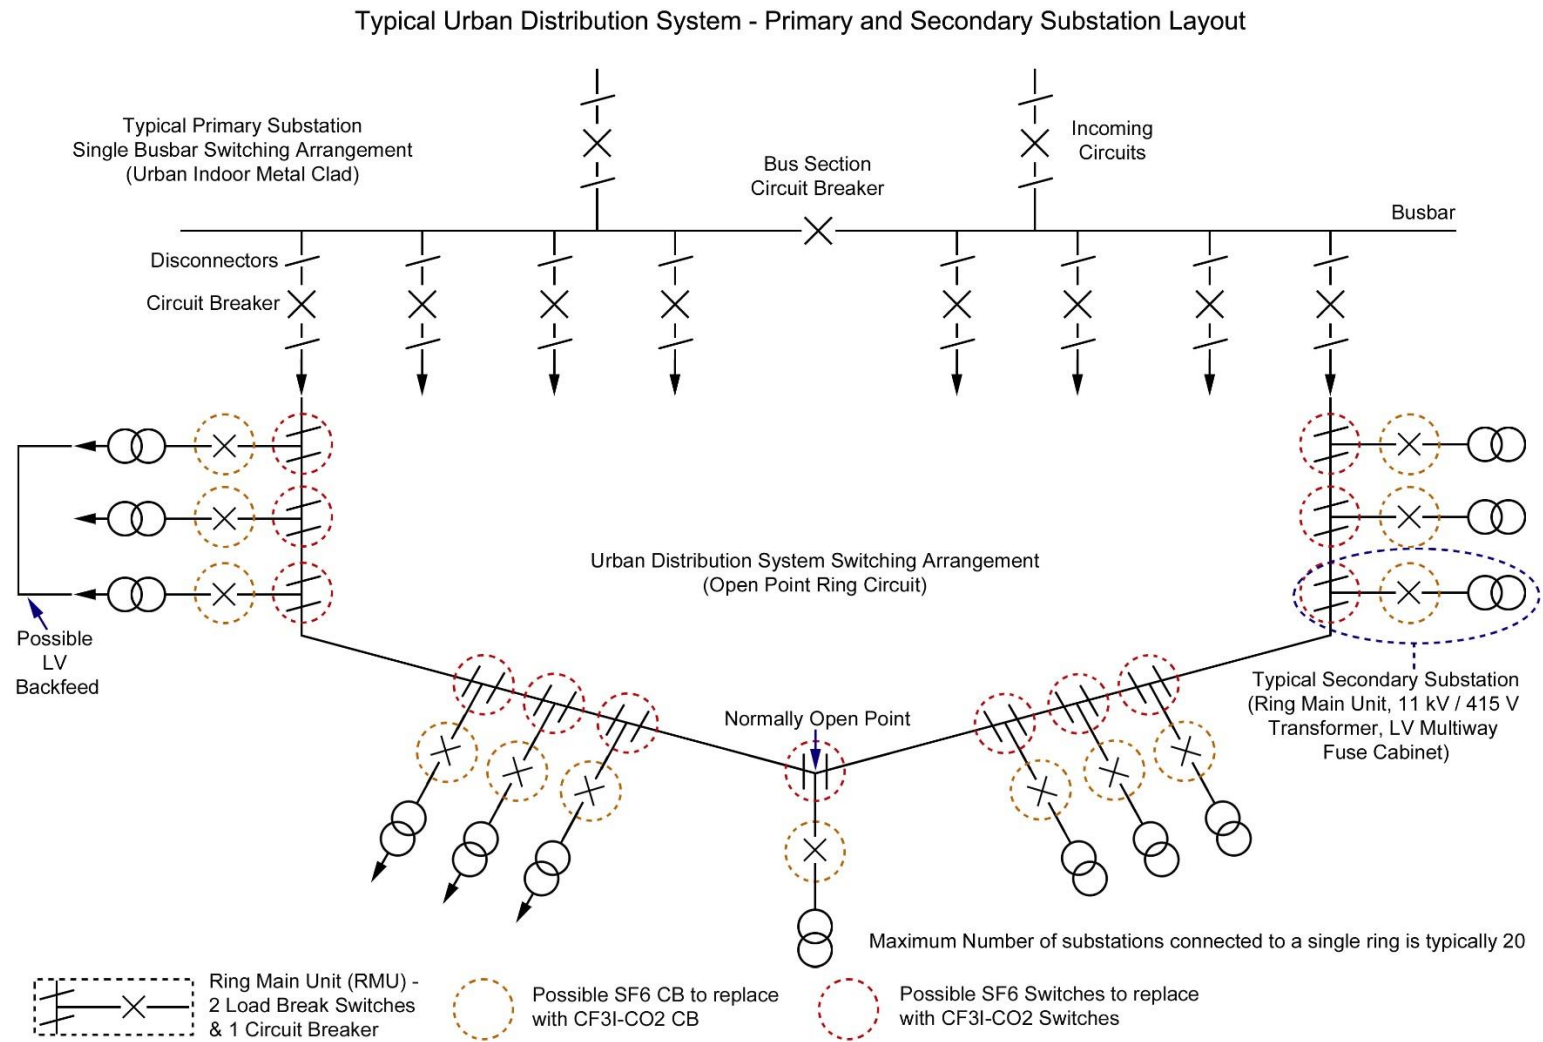 Typical Urban Distribution System - Primary and Secondary Substation Layout
Typical Primary Substation
Single Busbar Switching Arrangement
(Urban Indoor Metal Clad)
Incoming
Circuits
Bus Section
Circuit Breaker
Busbar
Disconnectors
Circuit Breaker
Urban Distribution System Switching Arrangement
(Open Point Ring Circuit)
Possible
LV
Backfeed
Typical Secondary Substation
(Ring Main Unit, 11 kV / 415 V
Transformer, LV Multiway
Fuse Cabinet)
Normally Open Point
Maximum Number of substations connected to a single ring is typically 20
Ring Main Unit (RMU) -
2 Load Break Switches
& 1 Circuit Breaker
Possible SF6 CB to replace
with CF3I-CO2 CB
Possible SF6 Switches to replace
with CF3I-CO2 Switches